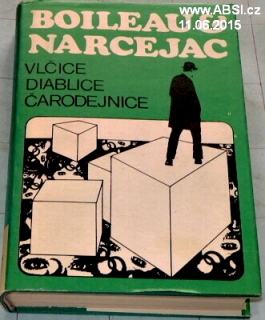 www.ABSI.cz
11.06.2015
BOILEAU
NARCEJAC
VLČICE
DIABLICE
ČARODEJNICE